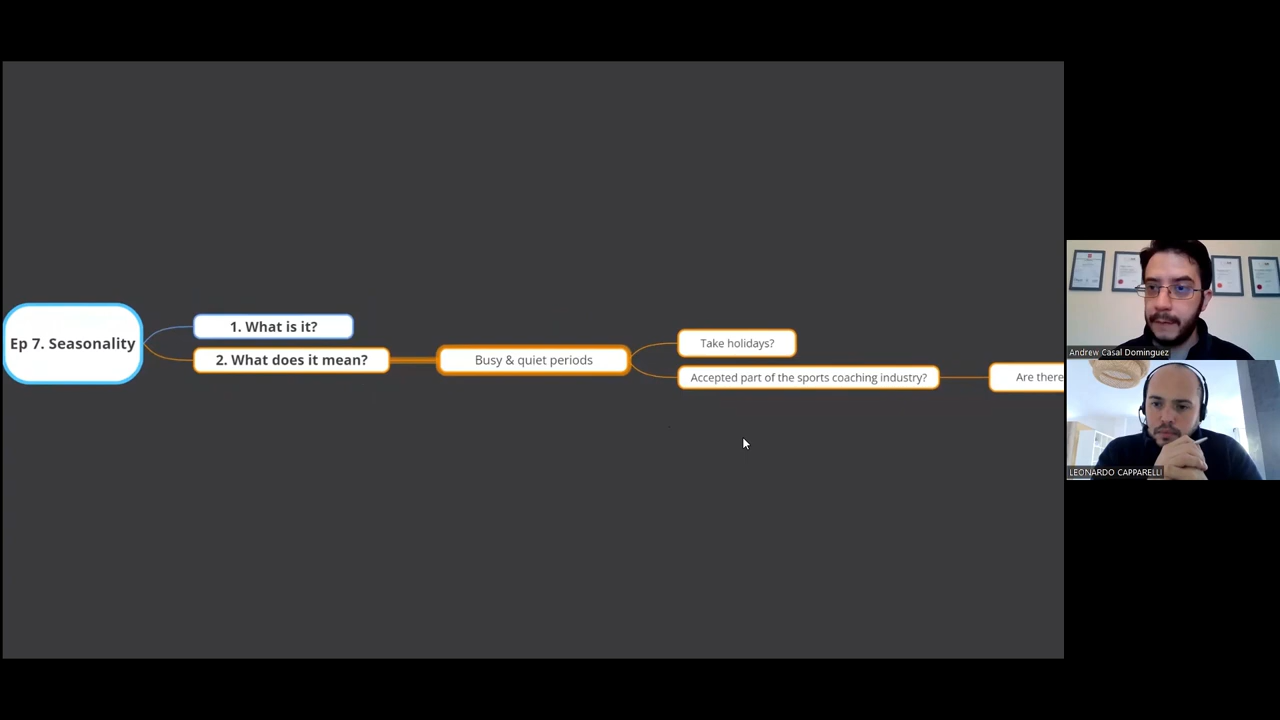 Ep 7. Seasonality
1. What is it?
2. What does it mean?
Busy & quiet periods
Take holidays?
Accepted part of the sports coaching industry?
Are there
Andrew Casal Dominguez
LEONARDO CAPPARELLI